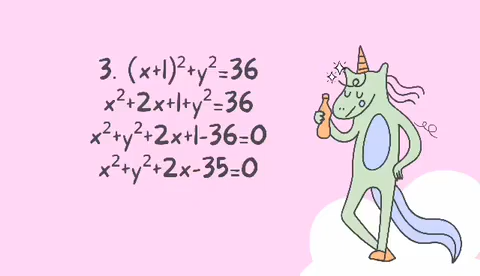 3. (x+1)²+y²=36
x²+2x+1+y²=36
x²+y²+2x+1-36=0
x²+y²+2x-35=0